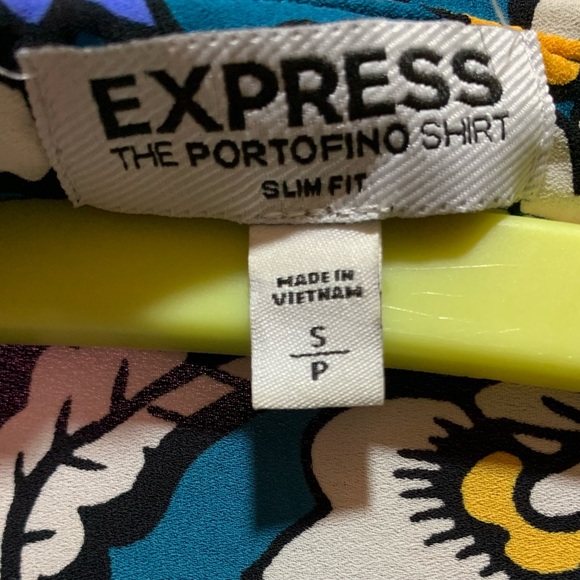 EXPRESS
THE PORTOFINO SHIRT
SLIM FIT
MADE IN
VIETNAM
S
P